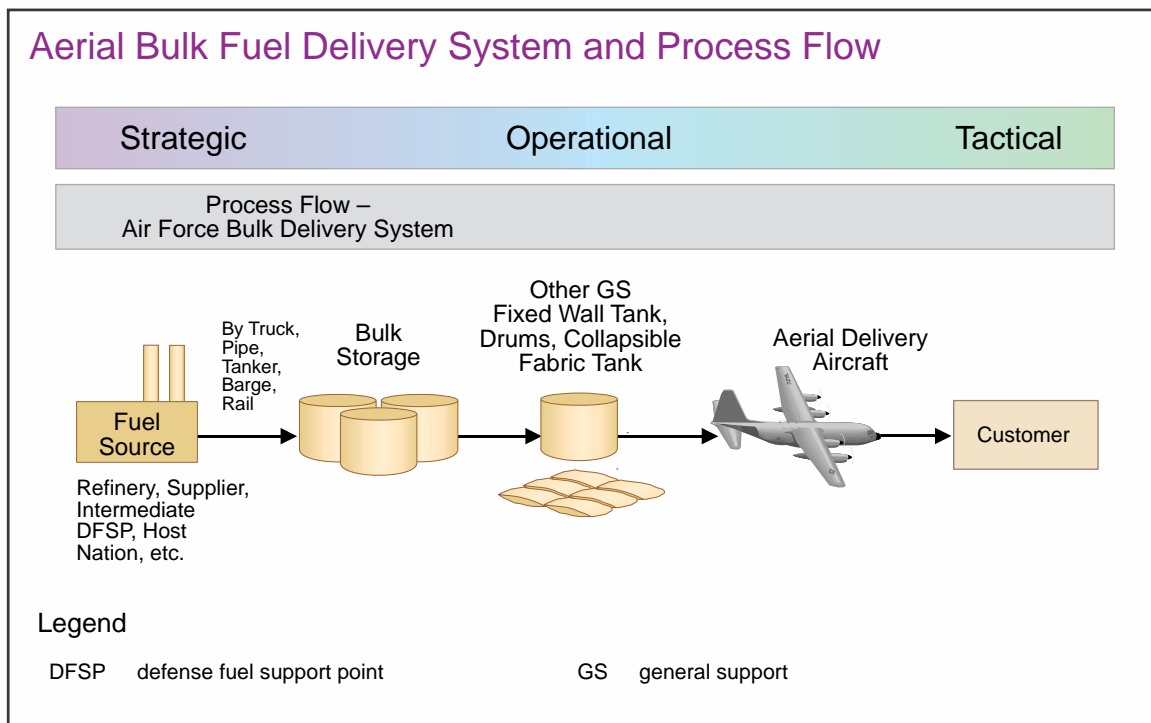 Aerial Bulk Fuel Delivery System and Process Flow
Strategic
Operational
Tactical
Process Flow –
Air Force Bulk Delivery System
Fuel
Source
Refinery, Supplier,
Intermediate
DFSP, Host
Nation, etc.
By Truck,
Pipe,
Tanker,
Barge,
Rail
Bulk
Storage
Other GS
Fixed Wall Tank,
Drums, Collapsible
Fabric Tank
Aerial Delivery
Aircraft
Customer
Legend
DFSP defense fuel support point
GS general support